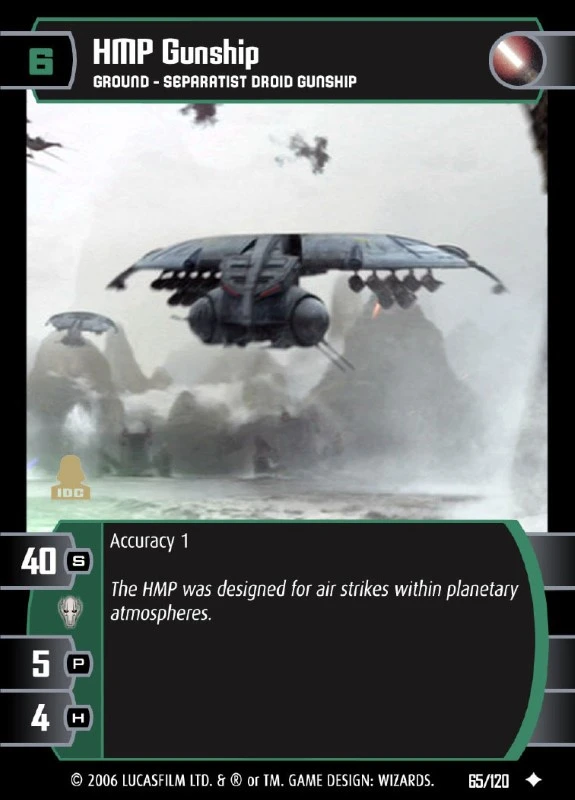 6
HMP Gunship
GROUND - SEPARATIST DROID GUNSHIP
IDC
40 S
Accuracy 1
The HMP was designed for air strikes within planetary
atmospheres.
5 P
4 H
© 2006 LUCASFILM LTD. & ® or TM. GAME DESIGN: WIZARDS. 65/120